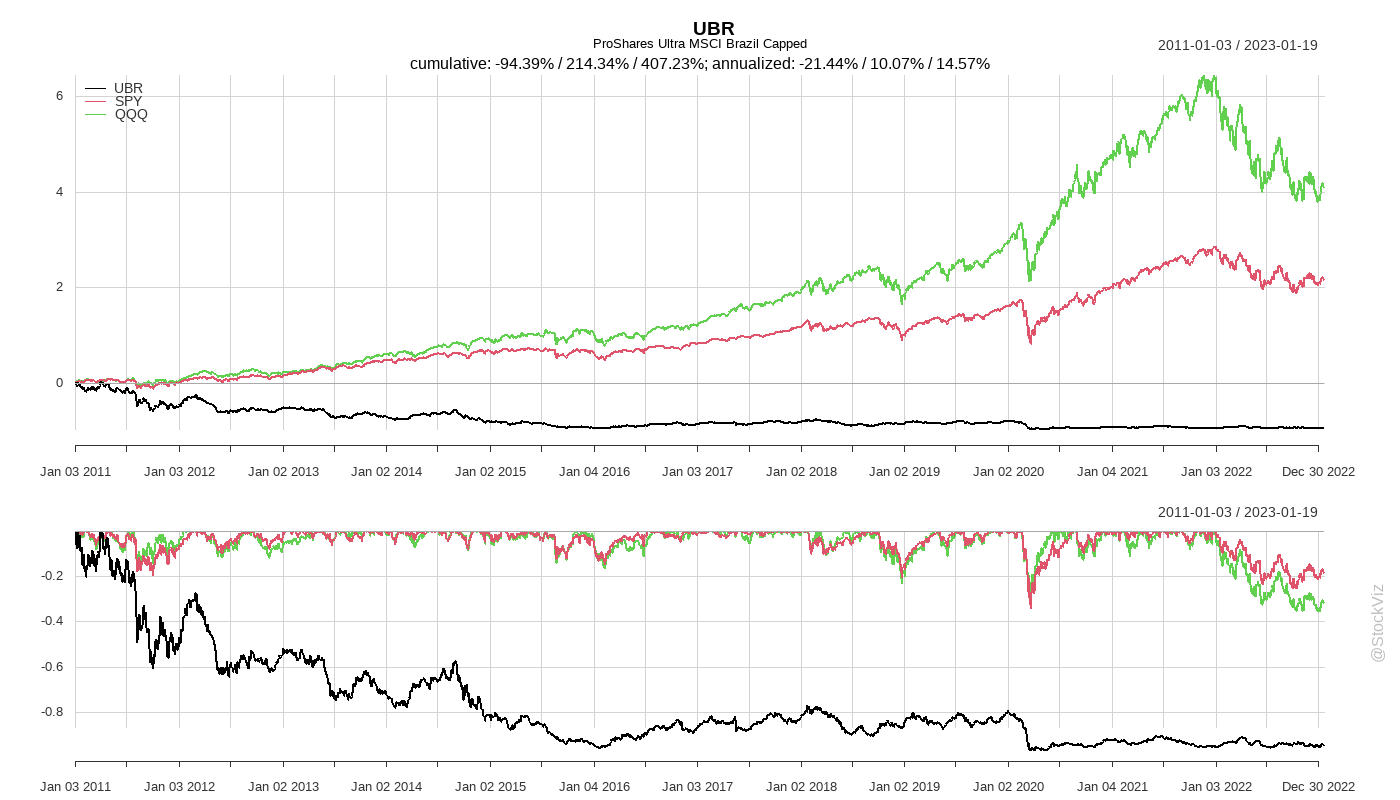 UBR
ProShares Ultra MSCI Brazil Capped
2011-01-03 / 2023-01-19
cumulative: -94.39% / 214.34% / 407.23%; annualized: -21.44% / 10.07% / 14.57%
UBR
SPY
QQQ
6
4
2
0
Jan 03 2011 Jan 03 2012 Jan 02 2013 Jan 02 2014 Jan 02 2015 Jan 04 2016 Jan 03 2017 Jan 02 2018 Jan 02 2019 Jan 02 2020 Jan 04 2021 Jan 03 2022 Dec 30 2022
2011-01-03 / 2023-01-19
-0.2
-0.4
-0.6
-0.8
Jan 03 2011 Jan 03 2012 Jan 02 2013 Jan 02 2014 Jan 02 2015 Jan 04 2016 Jan 03 2017 Jan 02 2018 Jan 02 2019 Jan 02 2020 Jan 04 2021 Jan 03 2022 Dec 30 2022
@StockViz